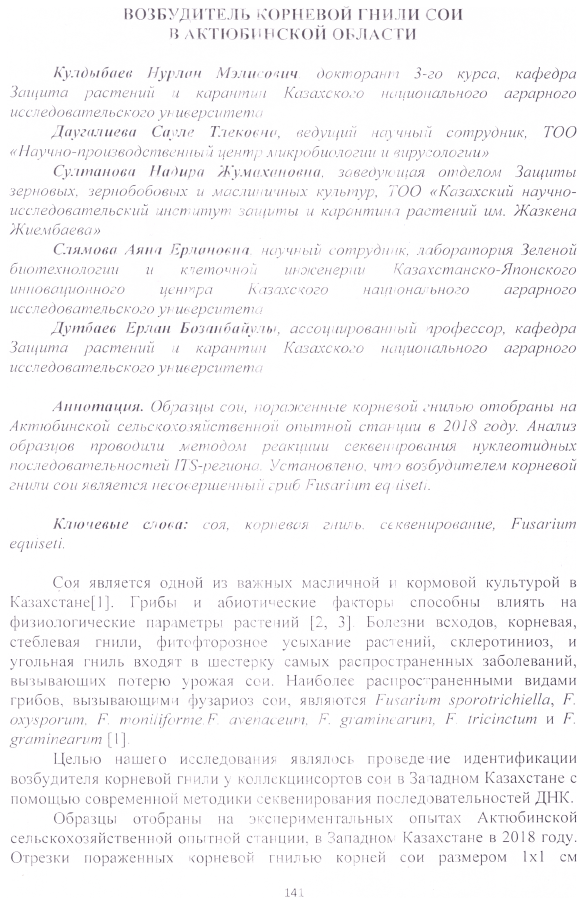 ВОЗБУДИТЕЛЬ КОРНЕВОЙ ГНИЛИ СОИ
В АКТЮБИНСКОЙ ОБЛАСТИ
Кулдыбаев Нурлан Мэлисович докторант 3-го курса, кафедра
Защита растений и карантин Казахского национального аграрного
исследовательского университета
Даугалиева Сауле Тлековна, ведущий научный сотрудник, ТОО
«Научно-производственный центр микробиологии и вирусологии»
Султанова Надира Жумахановна, заведующая отделом Защиты
зерновых, зернобобовых и масличных культур, ТОО «Казахский научно-
исследовательский институт защиты и карантина растений им. Жазкена
Жиембаева»
Слямова Аяна Ерлановна, научный сотрудник, лаборатория Зеленой
биотехнологии и клеточной инженерии Казахстанско-Японского
инновационного центра Казахского национального аграрного
исследовательского университета
Дутбаев Ерлан Бозанбайулы, ассоциированный профессор, кафедра
Защита растений и карантин Казахского национального аграрного
исследовательского университета
Аннотация. Образцы сои, пораженные корневой гнилью отобраны на
Актюбинской сельскохозяйственной опытной станции в 2018 году. Анализ
образцов проводили методом реакциии секвенирования нуклеотидных
последовательностей ITS-региона. Установлено, что возбудителем корневой
гнили сои является несовершенный гриб Fusarium equiseti.
Ключевые слова: соя, корневая гниль, секвенирование, Fusarium
equiseti.
Соя является одной из важных масличной и кормовой культурой в
Казахстане[1]. Грибы и абиотические факторы способны влиять на
физиологические параметры растений [2, 3]. Болезни всходов, корневая,
стеблевая гнили, фитофторозное усыхание растений, склеротиниоз, и
угольная гниль входят в шестерку самых распространенных заболеваний,
вызывающих потерю урожая сои. Наиболее распространенными видами
грибов, вызывающими фузариоз сои, являются Fusarium sporotrichiella, F.
oxysporum, F. moniliforme,F. avenaceum, F. graminearum, F. tricinctum и F.
graminearum [1].
Целью нашего исследования являлось проведение идентификации
возбудителя корневой гнили у коллекциисортов сои в Западном Казахстане с
помощью современной методики секвенирования последовательностей ДНК.
Образцы отобраны на экспериментальных опытах Актюбинской
сельскохозяйственной опытной станции, в Западном Казахстане в 2018 году.
Отрезки пораженных корневой гнилью корней сои размером 1х1 см
141